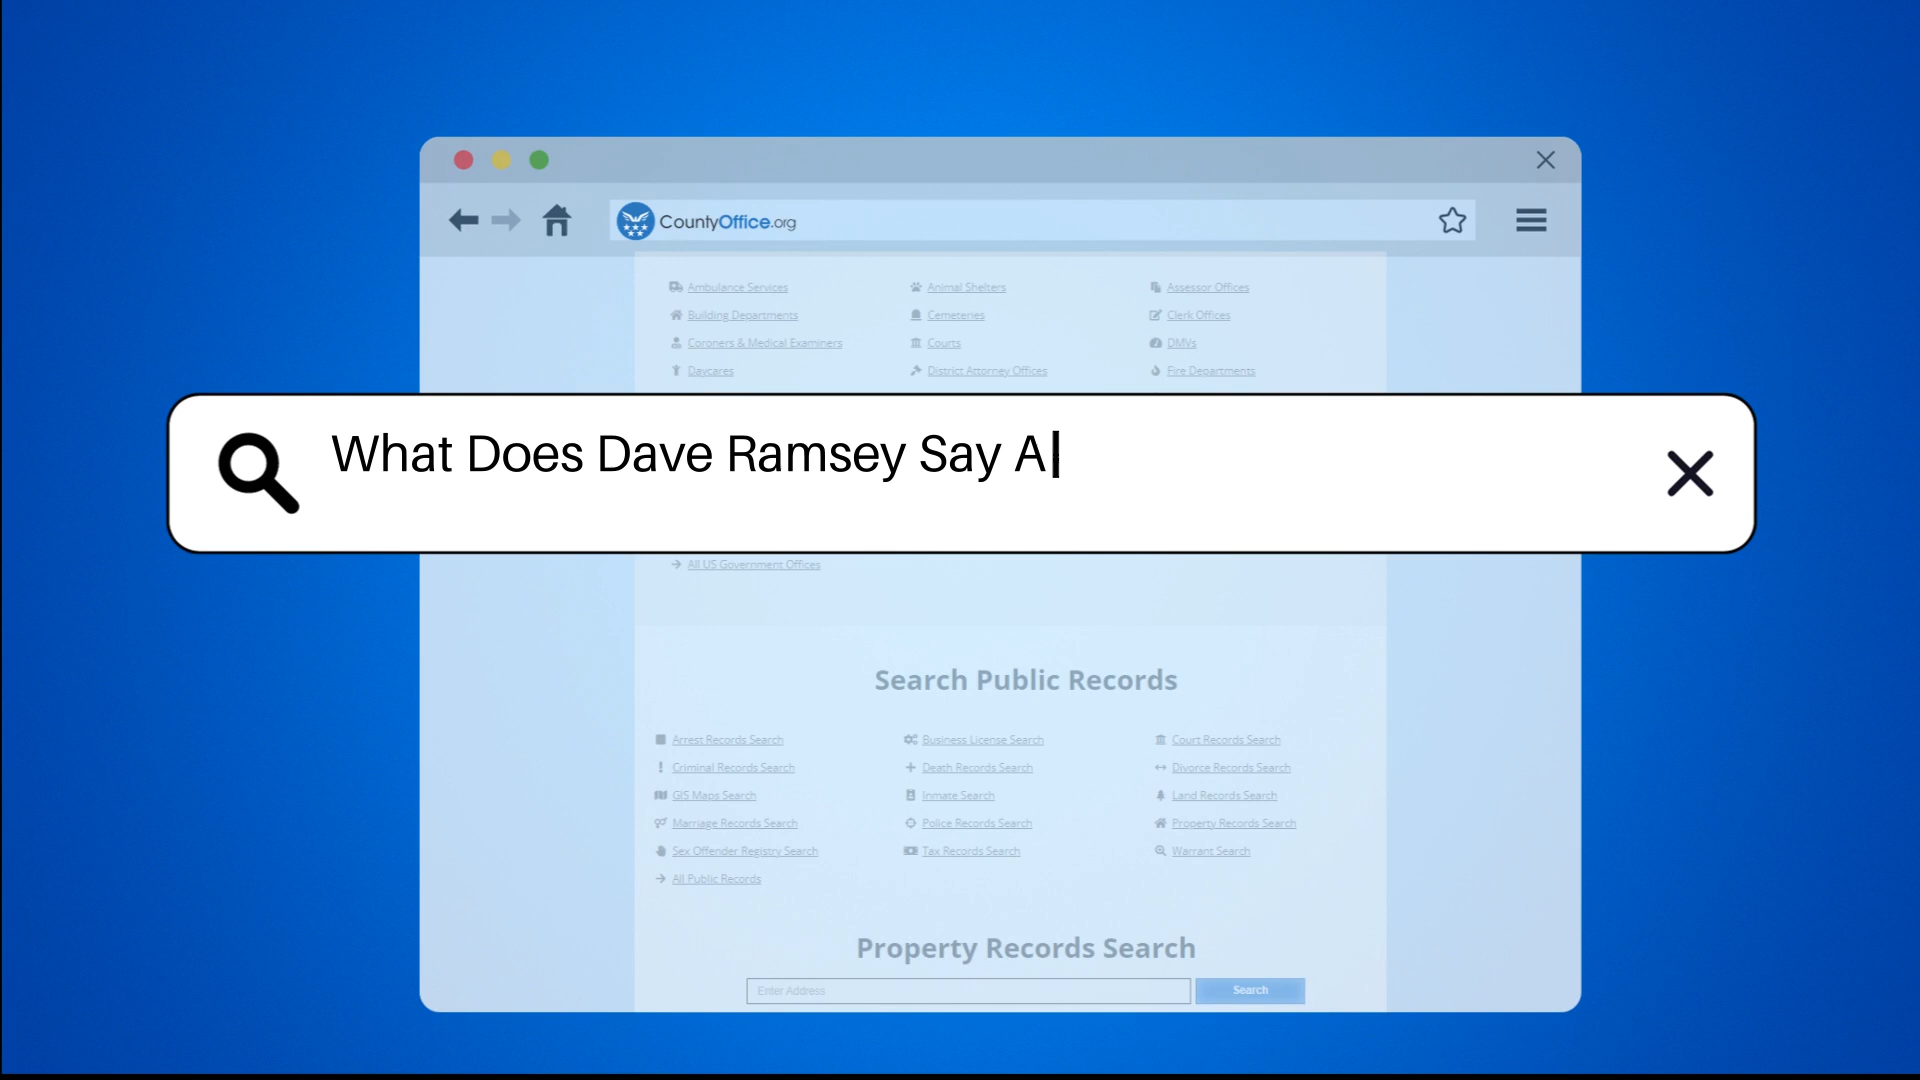 CountyOffice.org
Ambulance Services Animal Shelters Assessor Offices
Building Departments Cemeteries Clerk Offices
Coroners & Medical Examiners Courts DMVs
Daycares District Attorney Offices Fire Departments
What Does Dave Ramsey Say A
All US Government Offices
Search Public Records
Arrest Records Search Business License Search Court Records Search
Criminal Records Search Death Records Search Divorce Records Search
GIS Maps Search Inmate Search Land Records Search
Marriage Records Search Police Records Search Property Records Search
Sex Offender Registry Search Tax Records Search Warrant Search
All Public Records
Property Records Search
Enter Address Search